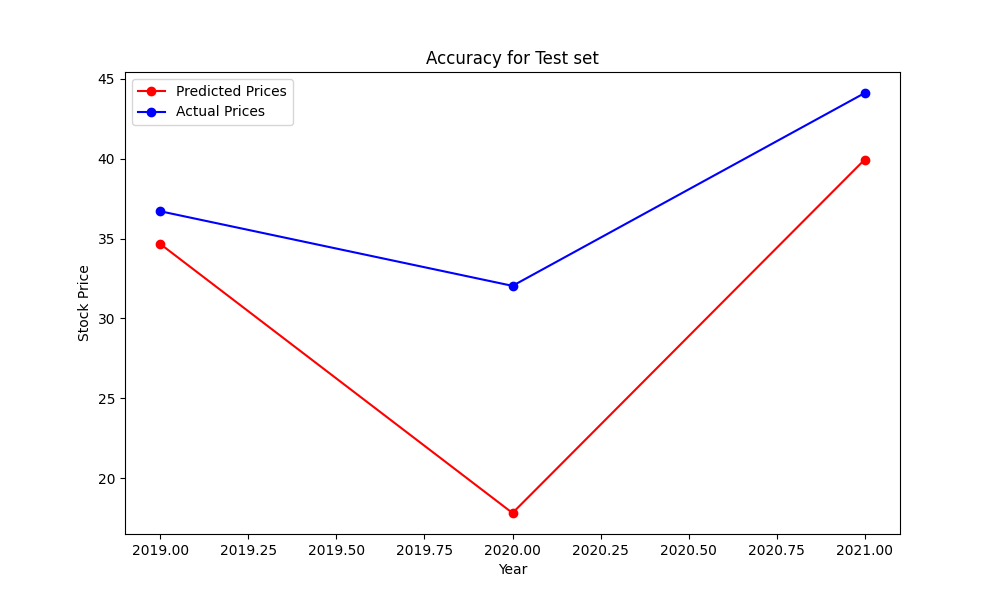 Accuracy for Test set
Predicted Prices
Actual Prices
45
40
35
30
25
20
Stock Price
2019.00 2019.25 2019.50 2019.75 2020.00 2020.25 2020.50 2020.75 2021.00
Year